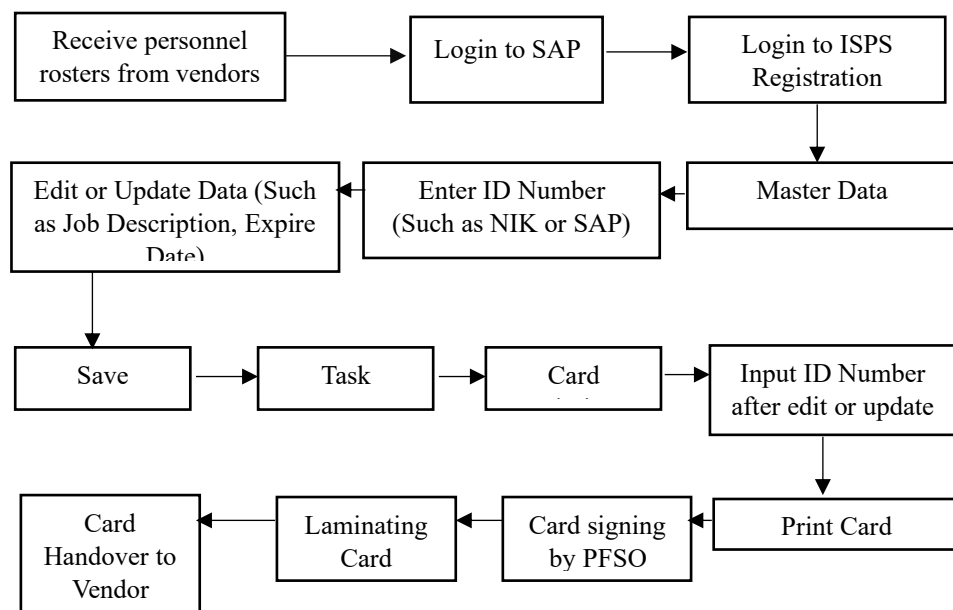 Receive personnel
rosters from vendors
Login to SAP
Login to ISPS
Registration
Edit or Update Data (Such
as Job Description, Expire
Date)
Enter ID Number
(Such as NIK or SAP)
Master Data
Save
Task
Card
Input ID Number
after edit or update
Card
Handover to
Vendor
Laminating
Card
Card signing
by PFSO
Print Card